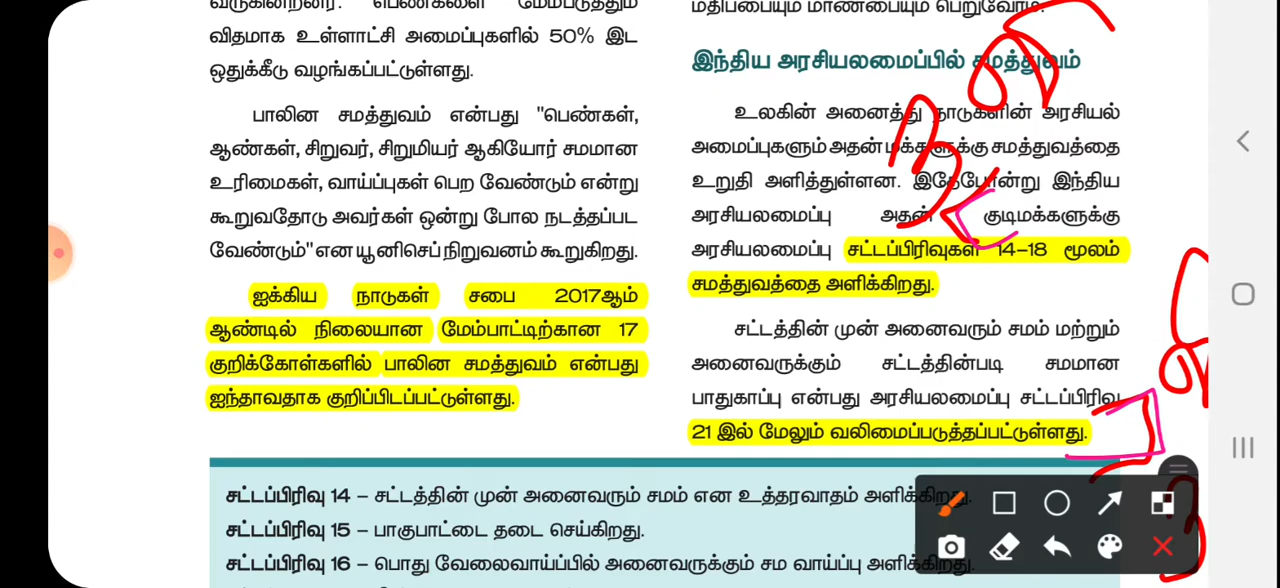 வருகின்றனர். பெண்களை மேம்படுத்தும்
விதமாக உள்ளாட்சி அமைப்புகளில் 50% இட
ஒதுக்கீடு வழங்கப்பட்டுள்ளது.
பாலின சமத்துவம் என்பது "பெண்கள்,
ஆண்கள், சிறுவர், சிறுமியர் ஆகியோர் சமமான
உரிமைகள், வாய்ப்புகள் பெற வேண்டும் என்று
கூறுவதோடு அவர்கள் ஒன்று போல நடத்தப்பட
வேண்டும்" என யூனிசெப் நிறுவனம் கூறுகிறது.
ஐக்கிய நாடுகள் சபை 2017ஆம்
ஆண்டில் நிலையான மேம்பாட்டிற்கான 17
குறிக்கோள்களில் பாலின சமத்துவம் என்பது
ஐந்தாவதாக குறிப்பிடப்பட்டுள்ளது.
மதிப்பையும் மாண்பையும் பெறுவோம்.
இந்திய அரசியலமைப்பில் சமத்துவம்
உலகின் அனைத்து நாடுகளின் அரசியல்
அமைப்புகளும் அதன் மக்களுக்கு சமத்துவத்தை
உறுதி அளித்துள்ளன. இதேபோன்று இந்திய
அரசியலமைப்பு அதன் குடிமக்களுக்கு
அரசியலமைப்பு சட்டப்பிரிவுகள் 14–18 மூலம்
சமத்துவத்தை அளிக்கிறது.
சட்டத்தின் முன் அனைவரும் சமம் மற்றும்
அனைவருக்கும் சட்டத்தின்படி சமமான
பாதுகாப்பு என்பது அரசியலமைப்பு சட்டப்பிரிவு
21 இல் மேலும் வலிமைப்படுத்தப்பட்டுள்ளது.
சட்டப்பிரிவு 14 – சட்டத்தின் முன் அனைவரும் சமம் என உத்தரவாதம் அளிக்கிறது.
சட்டப்பிரிவு 15 – பாகுபாட்டை தடை செய்கிறது.
சட்டப்பிரிவு 16 – பொது வேலைவாய்ப்பில் அனைவருக்கும் சம வாய்ப்பு அளிக்கிறது.